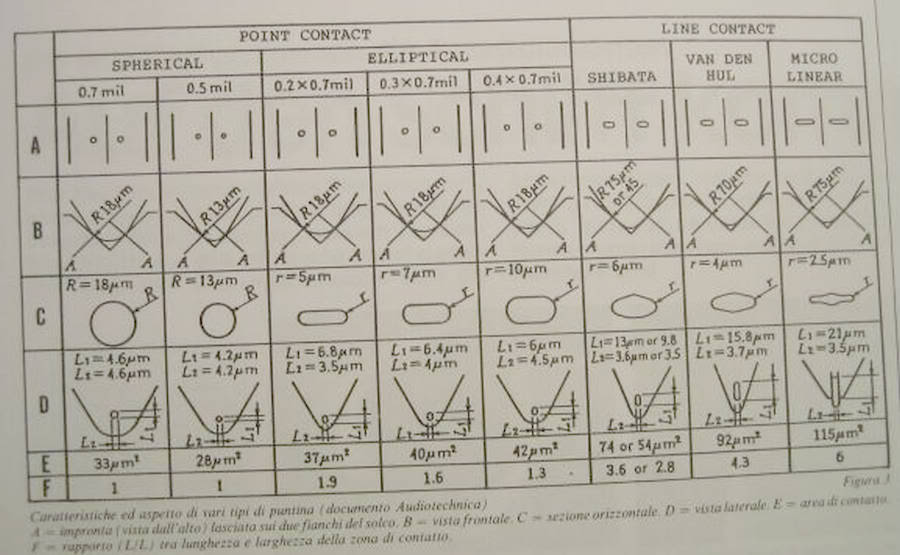 POINT CONTACT LINE CONTACT
SPHERICAL ELLIPTICAL SHIBATA VAN DEN HUL MICRO LINEAR
0.7 mil 0.5 mil 0.2×0.7mil 0.3×0.7mil 0.4×0.7mil
A
B R18μm R13μm R18μm R18μm R18μm R75μm or 45 R70μm R75μm
A A A A A A A A A A A A A A A A
C R=18μm R=13μm r=5μm r=7μm r=10μm r=6μm r=4μm r=2.5μm
R R r r r r r r
L1=4.6μm L1=4.2μm L1=6.8μm L1=6.4μm L1=6μm L1=13μm or 9.8 L1=15.8μm L1=21μm
L2=4.6μm L2=4.2μm L2=3.5μm L2=4μm L2=4.5μm L2=3.6μm or 3.5 L2=3.7μm L2=3.5μm
D
L2 L1 L2 L1 L2 L1 L2 L1 L2 L1 L2 L1 L2 L1 L2 L1
E 33μm² 28μm² 37μm² 40μm² 42μm² 74 or 54μm² 92μm² 115μm²
F 1 1 1.9 1.6 1.3 3.6 or 2.8 4.3 6
Figura 3
Caratteristiche ed aspetto di vari tipi di puntina (documento Audiotechnica)
A = impronta (vista dall'alto) lasciata sui due fianchi del solco. B = vista frontale. C = sezione orizzontale. D = vista laterale. E = area di contatto.
F = rapporto (L/L) tra lunghezza e larghezza della zona di contatto.